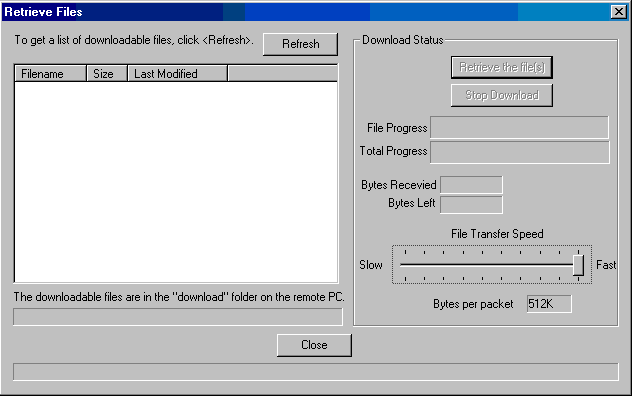 Retrieve Files
To get a list of downloadable files, click <Refresh>.
Refresh
Filename Size Last Modified
The downloadable files are in the "download" folder on the remote PC.
Download Status
Retrieve the file(s)
Stop Download
File Progress
Total Progress
Bytes Recevied
Bytes Left
File Transfer Speed
Slow Fast
Bytes per packet 512K
Close